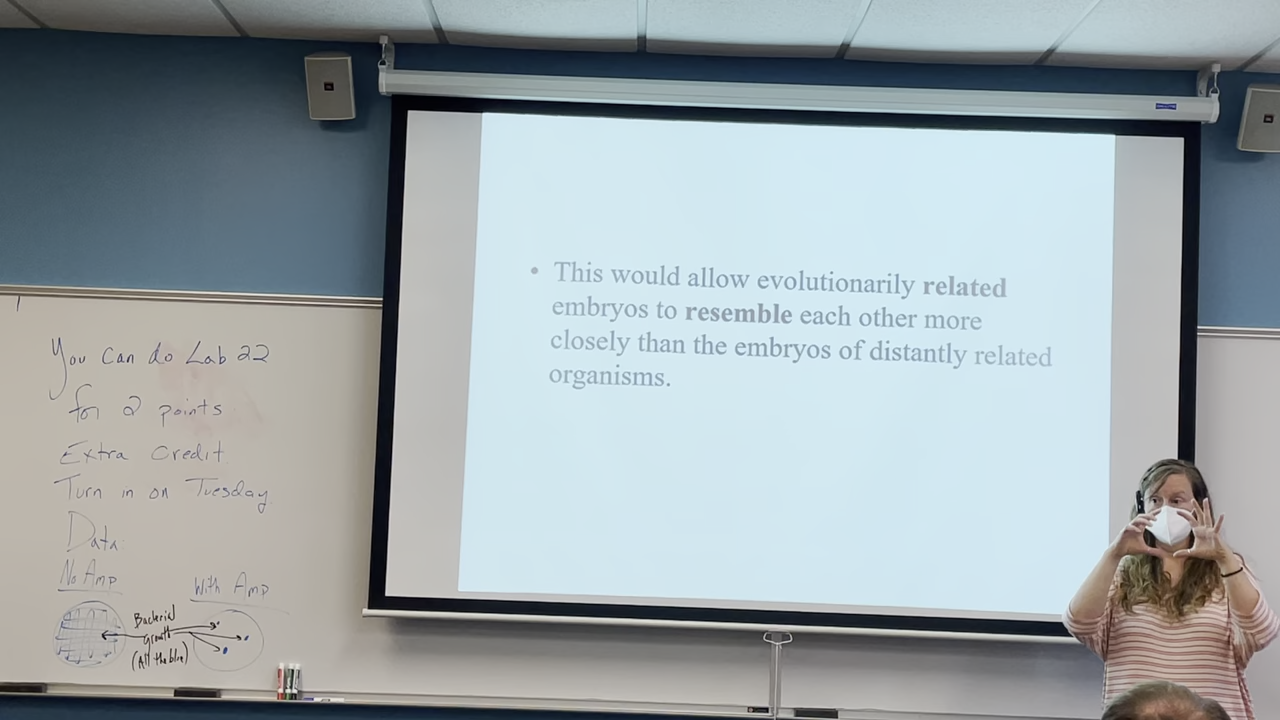 You Can do Lab 22
for 2 points
Extra Credit
Turn in on Tuesday.
Data:
No Amp
With Amp
Bacterial
Growth
(All the blue)
• This would allow evolutionarily related
embryos to resemble each other more
closely than the embryos of distantly related
organisms.